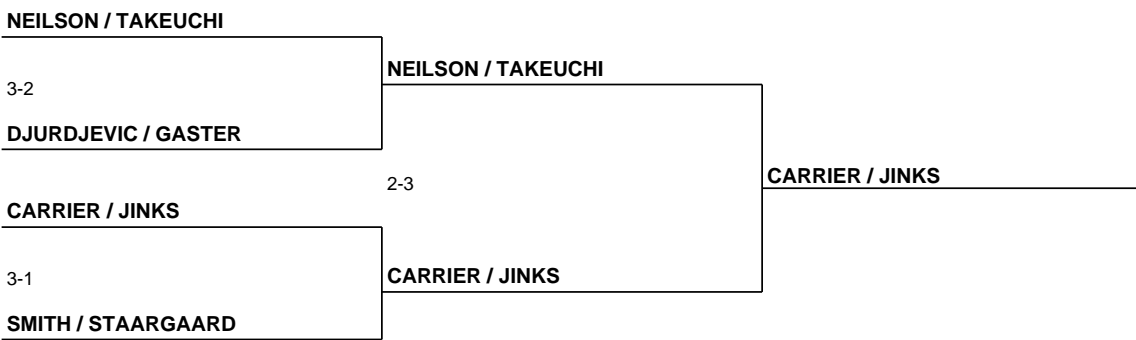 NEILSON / TAKEUCHI
3-2
DJURDJEVIC / GASTER
CARRIER / JINKS
3-1
SMITH / STAARGAARD
NEILSON / TAKEUCHI
2-3
CARRIER / JINKS
CARRIER / JINKS